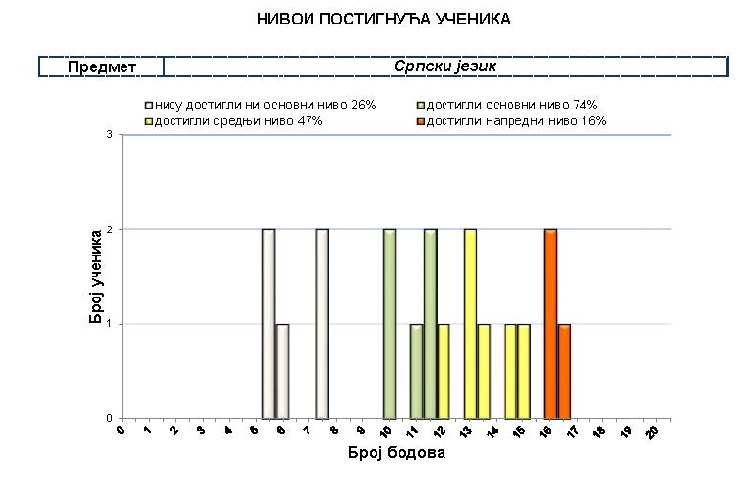 НИВОИ ПОСТИГНУЋА УЧЕНИКА
Предмет Српски језик
нису достигли ни основни ниво 26% достигли основни ниво 74%
достигли средњи ниво 47% достигли напредни ниво 16%
3
2
1
0
Број ученика
0 1 2 3 4 5 6 7 8 9 10 11 12 13 14 15 16 17 18 19 20
Број бодова